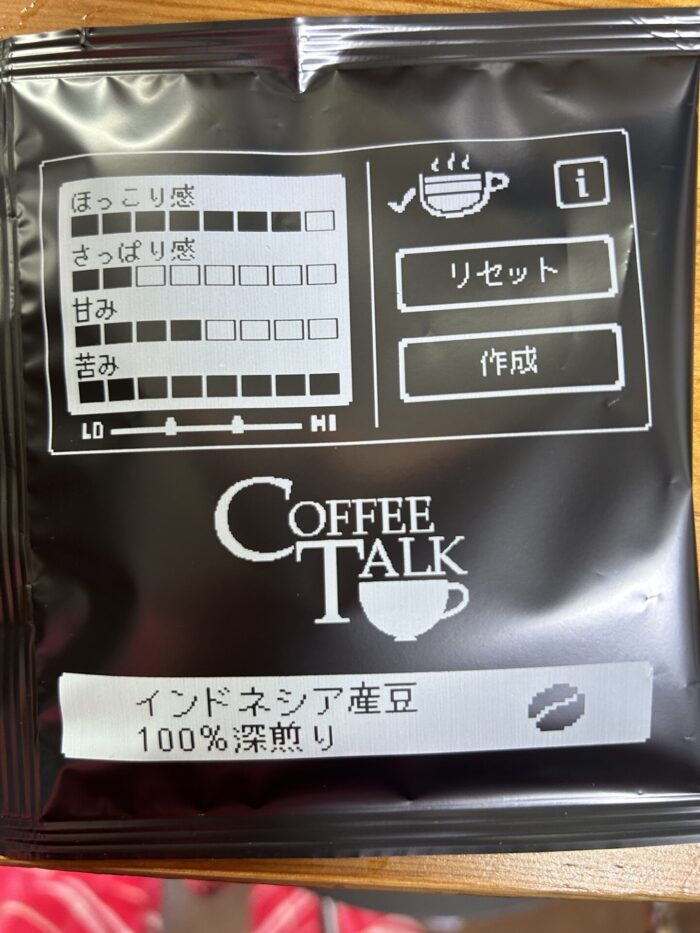 ほっこり感
さっぱり感
甘み
苦み
LO
HI
i
リセット
作成
COFFEE
TALK
インドネシア産豆
100%深煎り